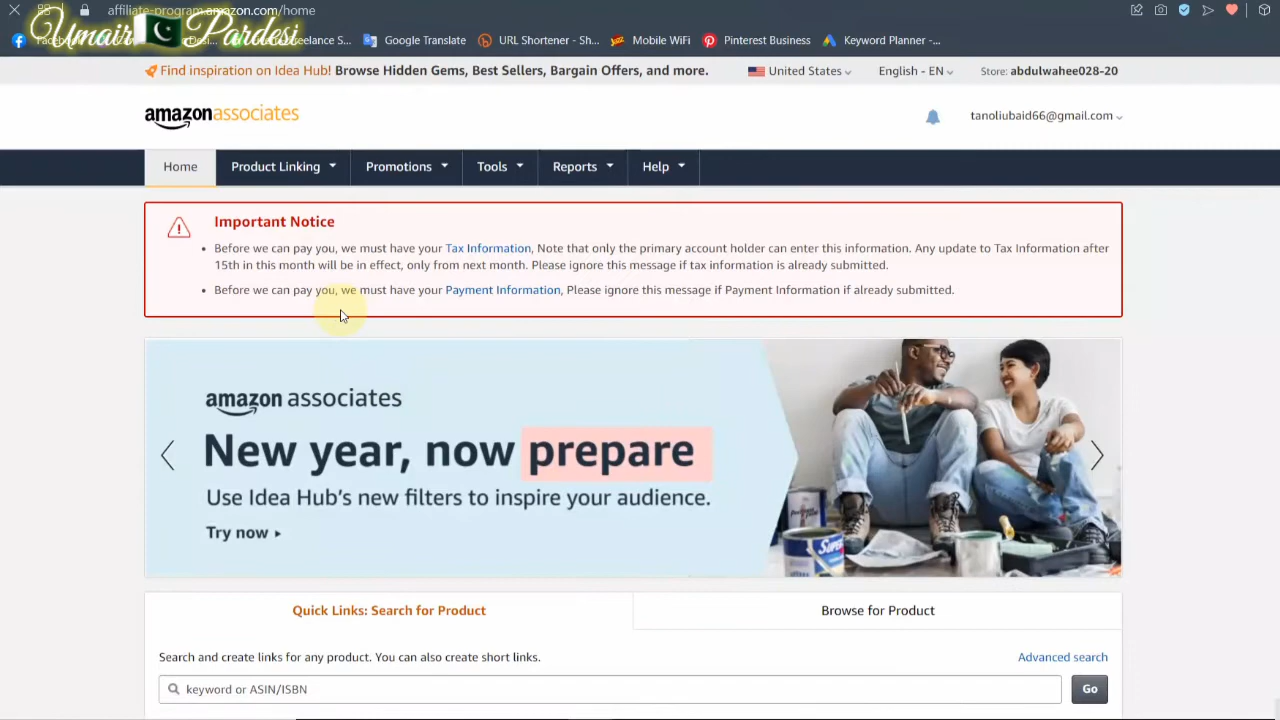 affiliate-program.amazon.com/home
Umair Pardesi
Google Translate
URL Shortener - Sh...
Mobile WiFi
Pinterest Business
Keyword Planner -...
Find inspiration on Idea Hub! Browse Hidden Gems, Best Sellers, Bargain Offers, and more.
United States
English - EN
Store: abdulwahee028-20
amazonassociates
tanoliubaid66@gmail.com
Home
Product Linking
Promotions
Tools
Reports
Help
Important Notice
Before we can pay you, we must have your Tax Information, Note that only the primary account holder can enter this information. Any update to Tax Information after
15th in this month will be in effect, only from next month. Please ignore this message if tax information is already submitted.
Before we can pay you, we must have your Payment Information, Please ignore this message if Payment Information if already submitted.
amazon associates
New year, now prepare
Use Idea Hub's new filters to inspire your audience.
Try now
Quick Links: Search for Product
Browse for Product
Search and create links for any product. You can also create short links.
Advanced search
keyword or ASIN/ISBN
Go